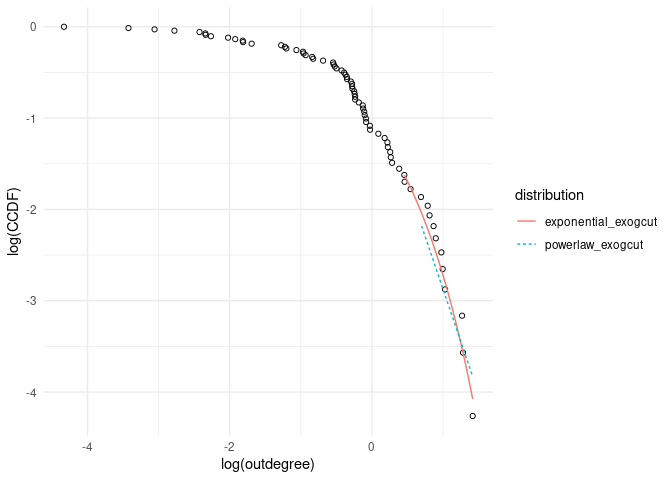 0
-1
-2
-3
-4
log(CCDF)
-4
-2
0
log(outdegree)
distribution
exponential_exogcut
powerlaw_exogcut